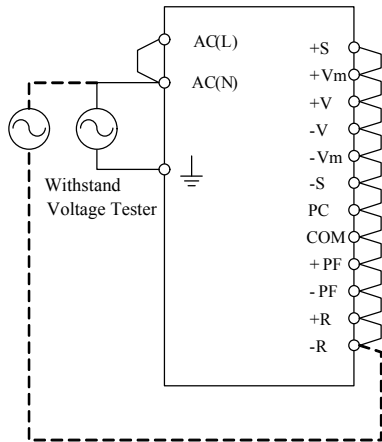 AC(L)
AC(N)
Withstand
Voltage Tester
+S
+Vm
+V
-V
-Vm
-S
PC
COM
+PF
-PF
+R
-R